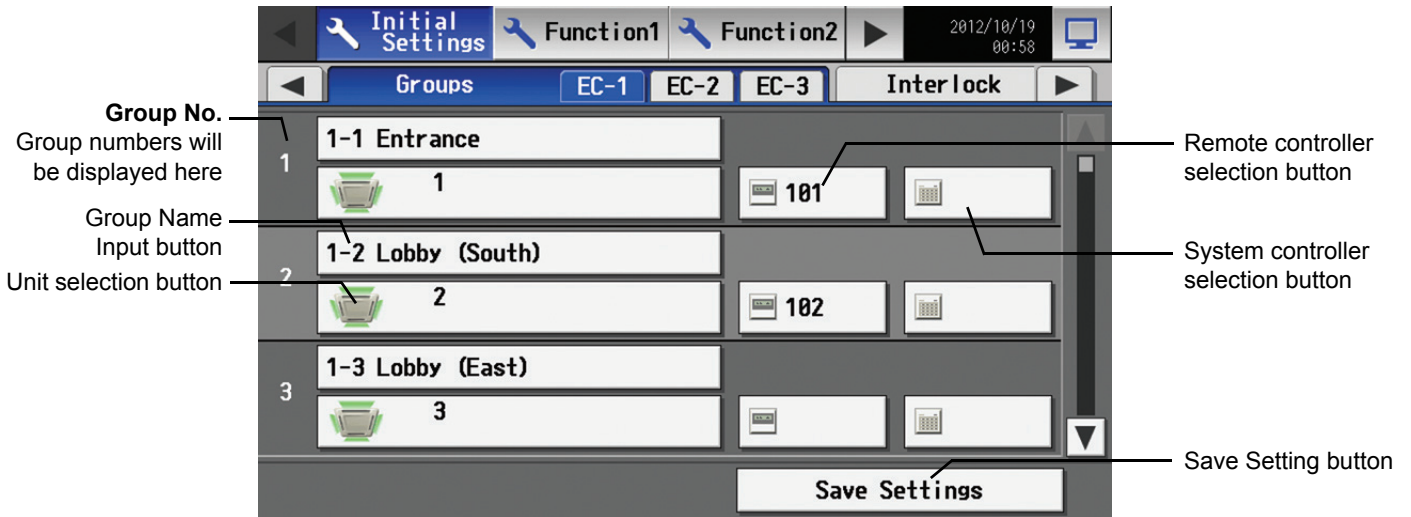 Initial Settings
Function1
Function2
2012/10/19
00:58
Groups
EC-1
EC-2
EC-3
Interlock
Group No.
Group numbers will
be displayed here
1
1-1 Entrance
1
101
Remote controller
selection button
Group Name
Input button
2
1-2 Lobby (South)
System controller
selection button
Unit selection button
2
102
3
1-3 Lobby (East)
3
Save Settings
Save Setting button